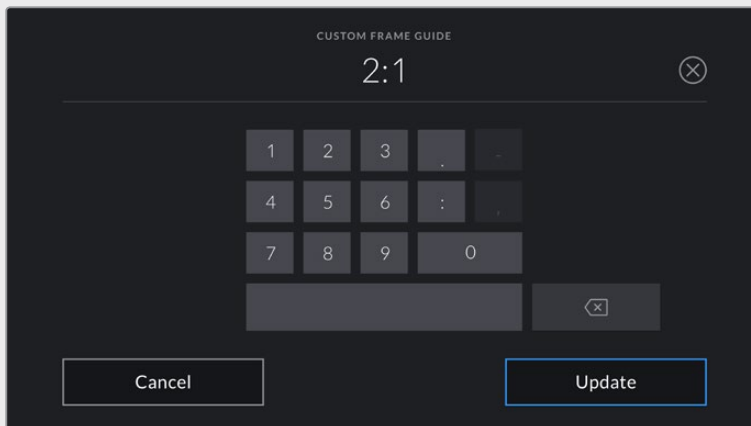 CUSTOM FRAME GUIDE
2:1
1 2 3 . -
4 5 6 : ,
7 8 9 0
Cancel Update